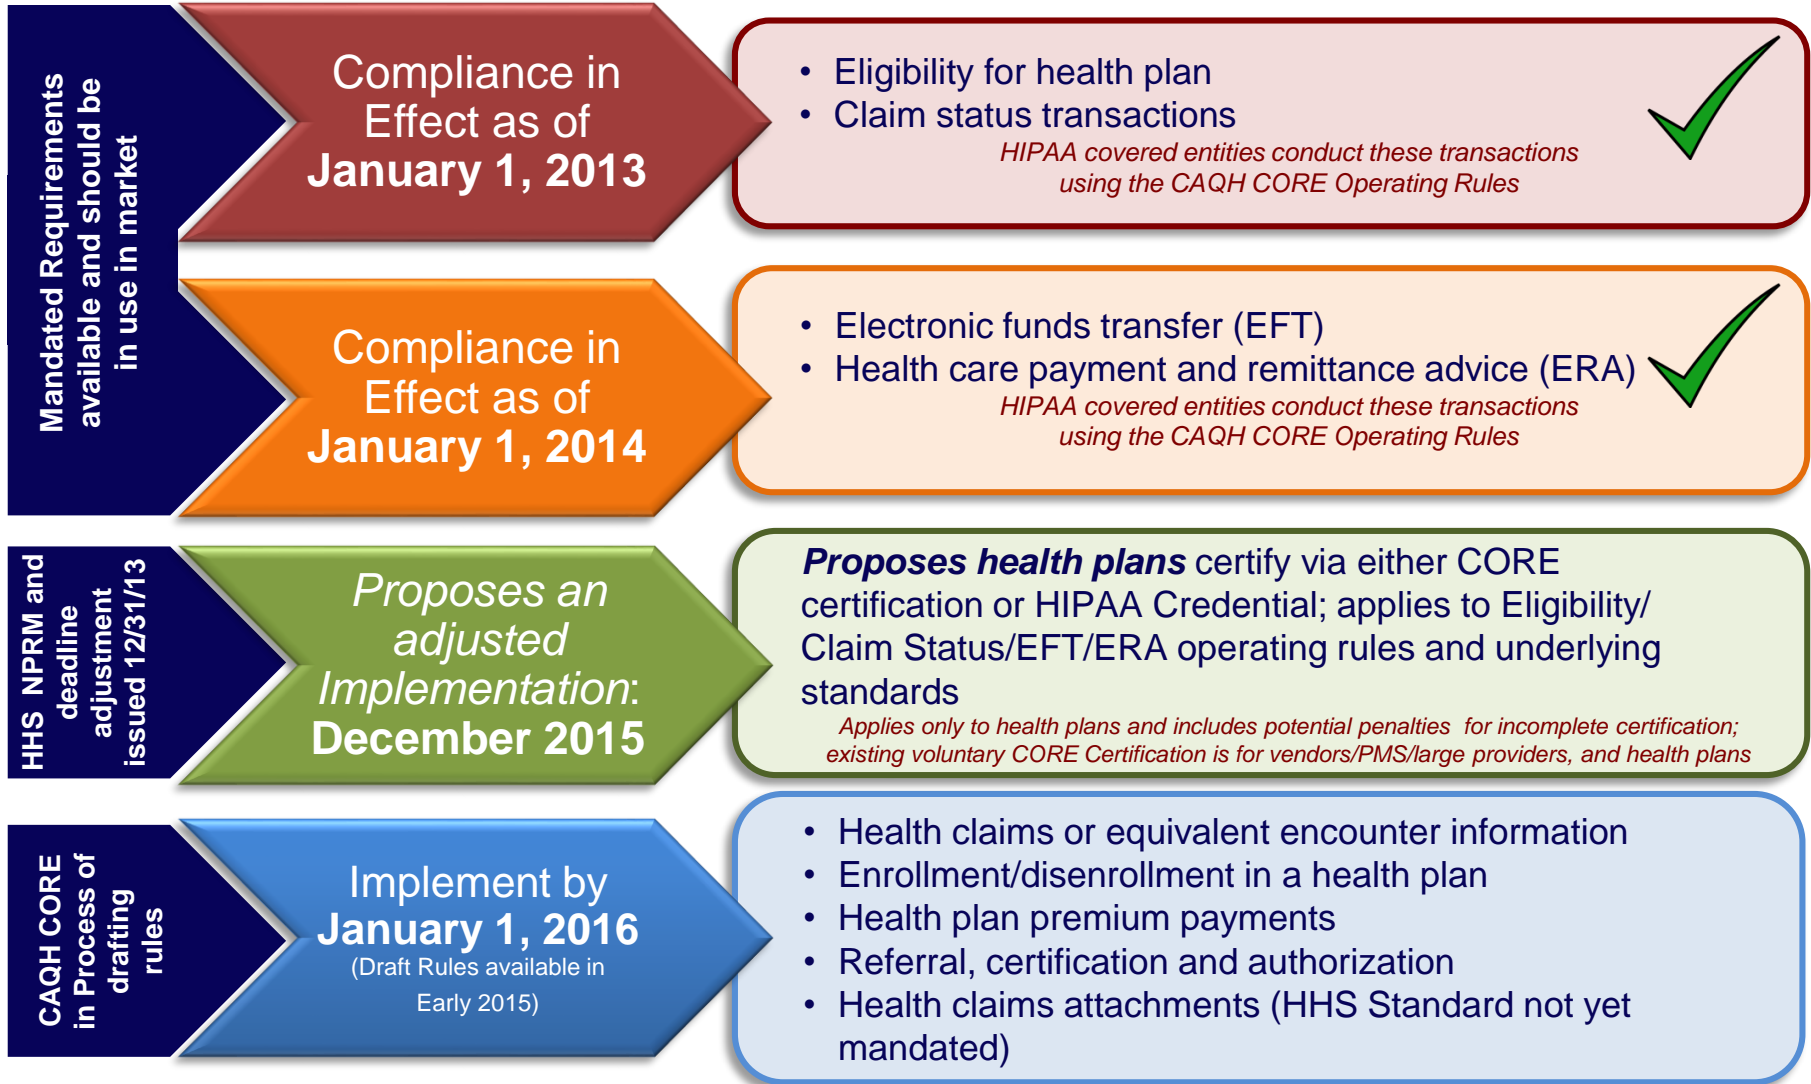 Mandated Requirements
available and should be
in use in market
Compliance in
Effect as of
January 1, 2013
• Eligibility for health plan
• Claim status transactions
HIPAA covered entities conduct these transactions
using the CAQH CORE Operating Rules
Compliance in
Effect as of
January 1, 2014
• Electronic funds transfer (EFT)
• Health care payment and remittance advice (ERA)
HIPAA covered entities conduct these transactions
using the CAQH CORE Operating Rules
HHS NPRM and
deadline
adjustment
issued 12/31/13
Proposes an
adjusted
Implementation:
December 2015
Proposes health plans certify via either CORE
certification or HIPAA Credential; applies to Eligibility/
Claim Status/EFT/ERA operating rules and underlying
standards
Applies only to health plans and includes potential penalties for incomplete certification;
existing voluntary CORE Certification is for vendors/PMS/large providers, and health plans
CAQH CORE
in Process of
drafting
rules
Implement by
January 1, 2016
(Draft Rules available in
Early 2015)
• Health claims or equivalent encounter information
• Enrollment/disenrollment in a health plan
• Health plan premium payments
• Referral, certification and authorization
• Health claims attachments (HHS Standard not yet
mandated)